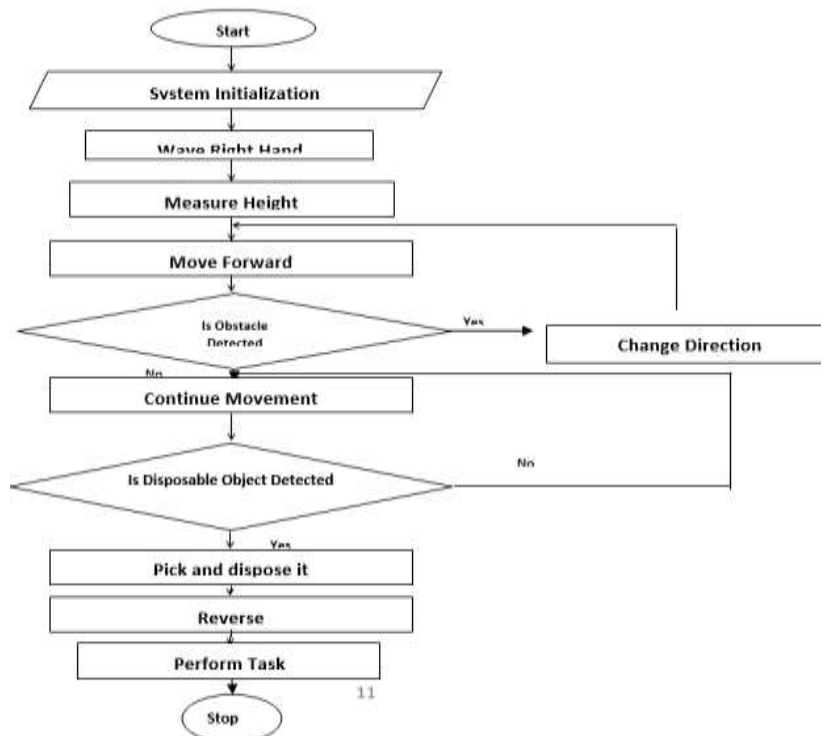 Start
System Initialization
Wave Right Hand
Measure Height
Move Forward
Is Obstacle
Detected
Yes
Change Direction
No
Continue Movement
Is Disposable Object Detected
No
Yes
Pick and dispose it
Reverse
Perform Task
11
Stop